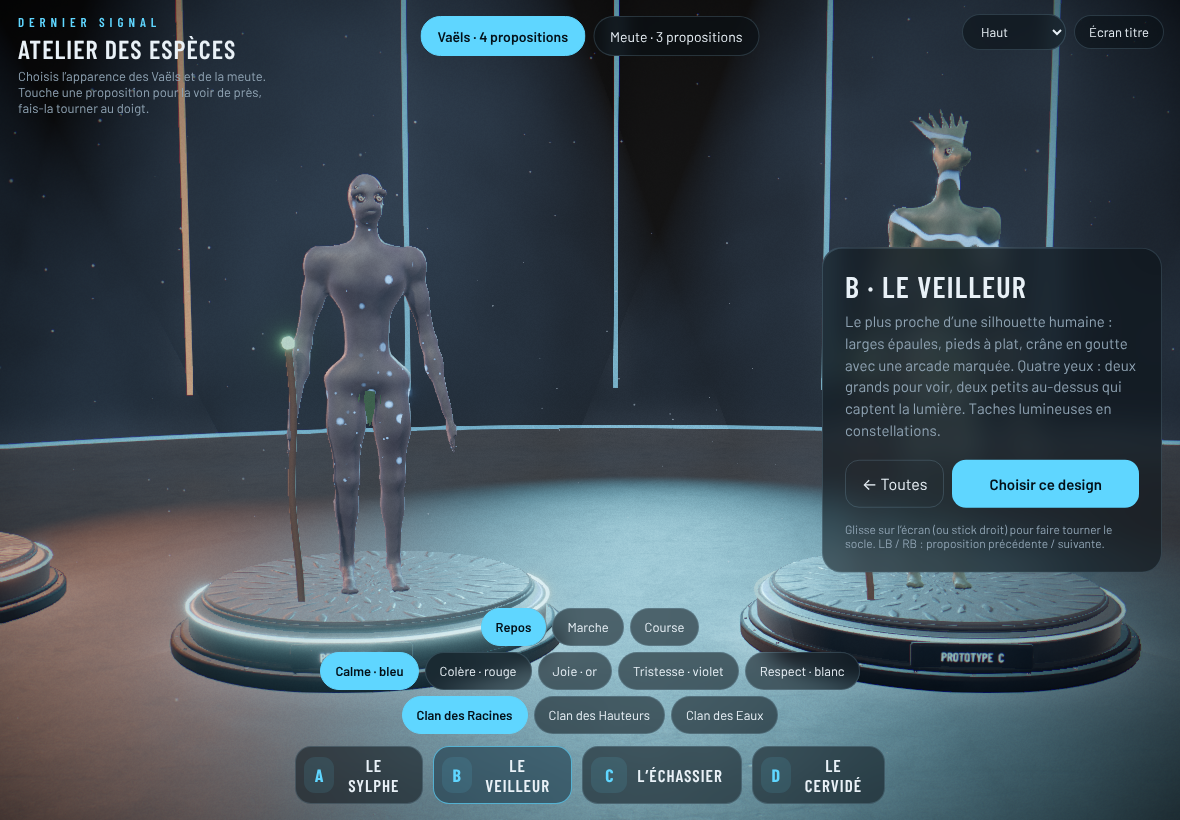 DERNIER SIGNAL
ATELIER DES ESPÈCES
Choisis l'apparence des Vaëls et de la meute.
Touche une proposition pour la voir de près,
fais-la tourner au doigt.
Vaëls · 4 propositions
Meute · 3 propositions
Haut
Écran titre
B · LE VEILLEUR
Le plus proche d'une silhouette humaine :
larges épaules, pieds à plat, crâne en goutte
avec une arcade marquée. Quatre yeux : deux
grands pour voir, deux petits au-dessus qui
captent la lumière. Taches lumineuses en
constellations.
← Toutes
Choisir ce design
Glisse sur l'écran (ou stick droit) pour faire tourner le
socle. LB / RB : proposition précédente / suivante.
PROTOTYPE C
Repos
Marche
Course
Calme · bleu
Colère · rouge
Joie · or
Tristesse · violet
Respect · blanc
Clan des Racines
Clan des Hauteurs
Clan des Eaux
A
LE
SYLPHE
B
LE
VEILLEUR
C
L'ÉCHASSIER
D
LE
CERVIDÉ